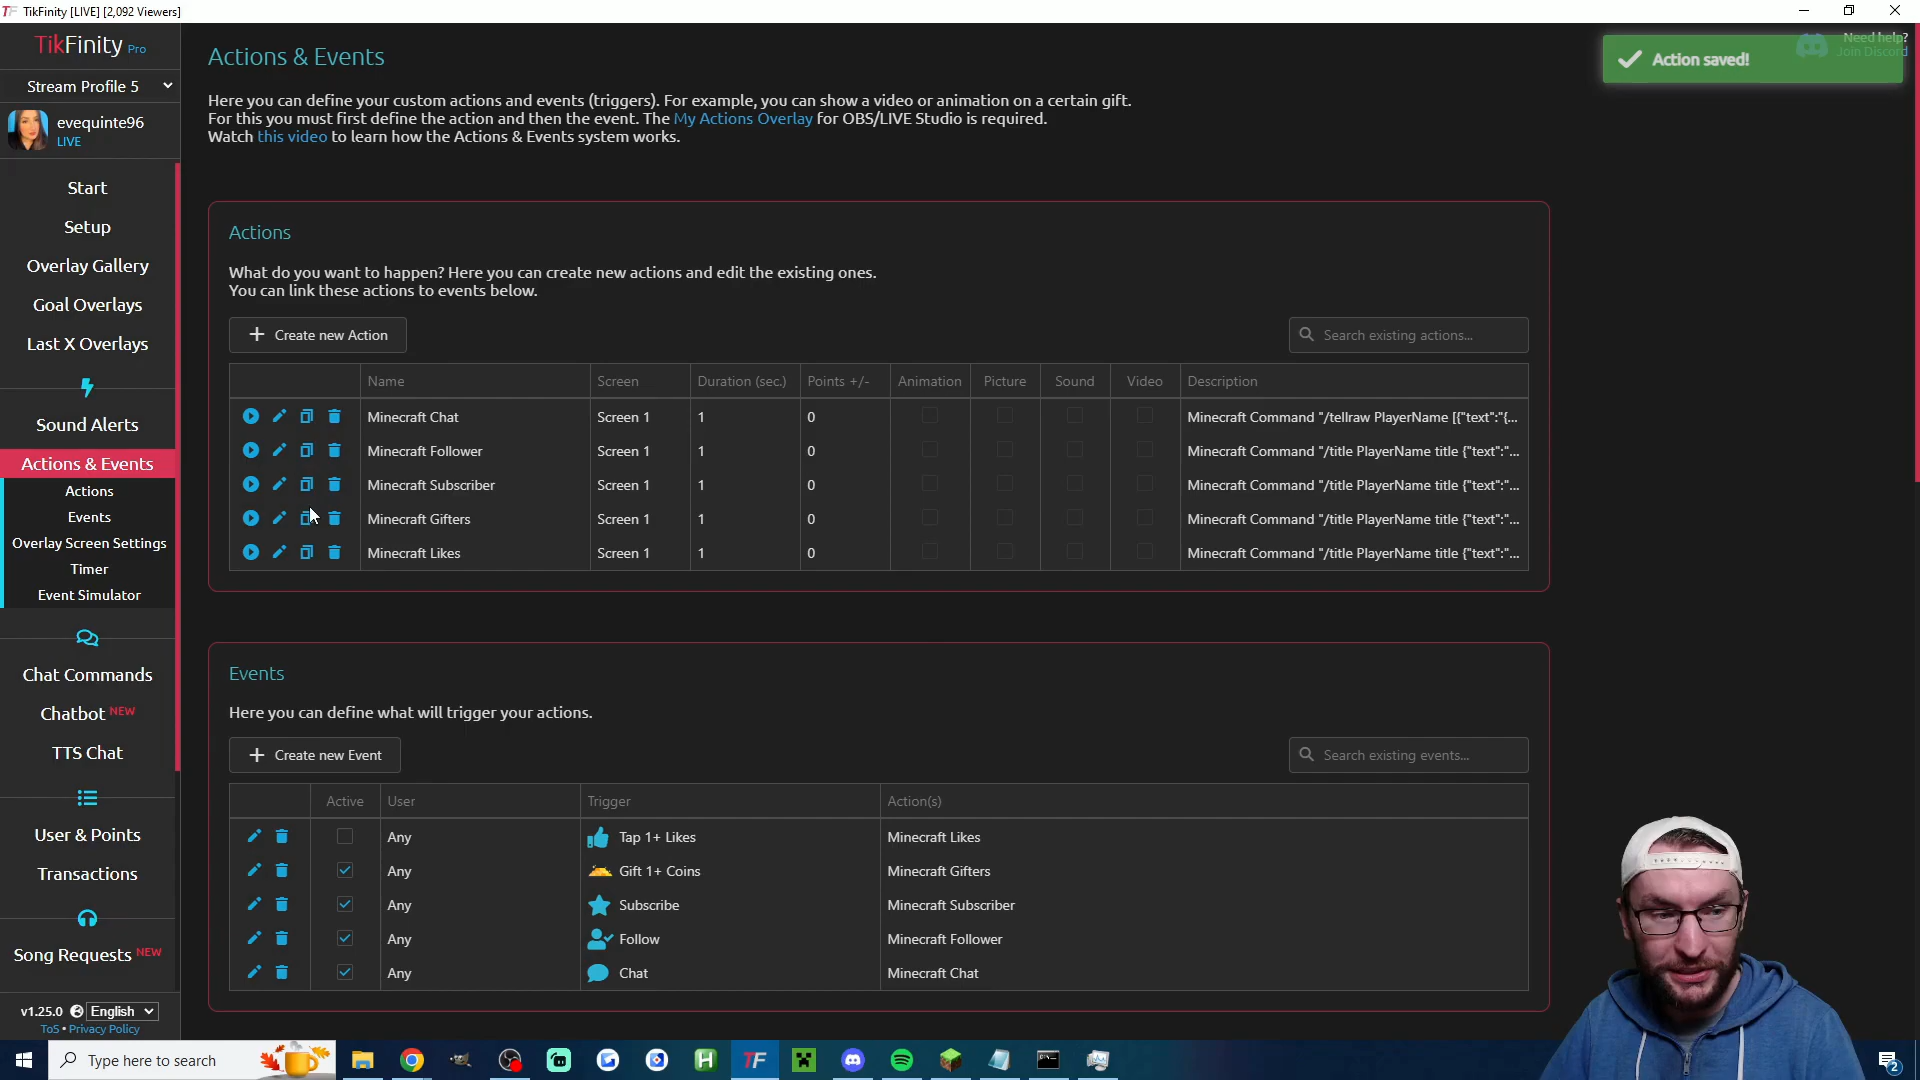 TikFinity [LIVE] [2,092 Viewers]
TikFinity Pro
Stream Profile 5
evequinte96
LIVE
Start
Setup
Overlay Gallery
Goal Overlays
Last X Overlays
Sound Alerts
Actions & Events
Actions
Events
Overlay Screen Settings
Timer
Event Simulator
Chat Commands
Chatbot NEW
TTS Chat
User & Points
Transactions
Song Requests NEW
v1.25.0 English
ToS • Privacy Policy
Actions & Events
Need help?
Join Discord
Action saved!
Here you can define your custom actions and events (triggers). For example, you can show a video or animation on a certain gift.
For this you must first define the action and then the event. The My Actions Overlay for OBS/LIVE Studio is required.
Watch this video to learn how the Actions & Events system works.
Actions
What do you want to happen? Here you can create new actions and edit the existing ones.
You can link these actions to events below.
+ Create new Action
Search existing actions...
Name Screen Duration (sec.) Points +/- Animation Picture Sound Video Description
Minecraft Chat Screen 1 1 0 Minecraft Command "/tellraw PlayerName [{"text":"{...
Minecraft Follower Screen 1 1 0 Minecraft Command "/title PlayerName title {"text":"...
Minecraft Subscriber Screen 1 1 0 Minecraft Command "/title PlayerName title {"text":"...
Minecraft Gifters Screen 1 1 0 Minecraft Command "/title PlayerName title {"text":"...
Minecraft Likes Screen 1 1 0 Minecraft Command "/title PlayerName title {"text":"...
Events
Here you can define what will trigger your actions.
+ Create new Event
Search existing events...
Active User Trigger Action(s)
Any Tap 1+ Likes Minecraft Likes
Any Gift 1+ Coins Minecraft Gifters
Any Subscribe Minecraft Subscriber
Any Follow Minecraft Follower
Any Chat Minecraft Chat
Type here to search
TF
2